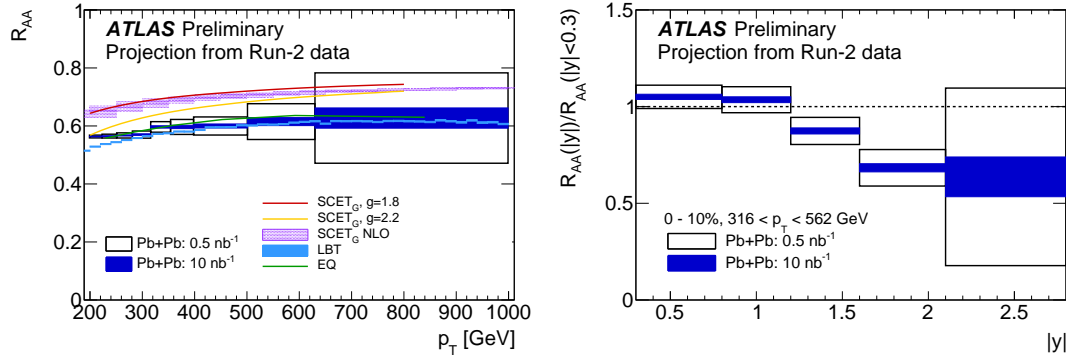 ATLAS Preliminary
Projection from Run-2 data
R_AA
1
0.8
0.6
0.4
0.2
0
SCET_G, g=1.8
SCET_G, g=2.2
SCET_G NLO
LBT
EQ
Pb+Pb: 0.5 nb⁻¹
Pb+Pb: 10 nb⁻¹
200 300 400 500 600 700 800 900 1000
p_T [GeV]
ATLAS Preliminary
Projection from Run-2 data
R_AA(|y|)/R_AA(|y|<0.3)
1.5
1
0.5
0
0 - 10%, 316 < p_T < 562 GeV
Pb+Pb: 0.5 nb⁻¹
Pb+Pb: 10 nb⁻¹
0.5 1 1.5 2 2.5
|y|